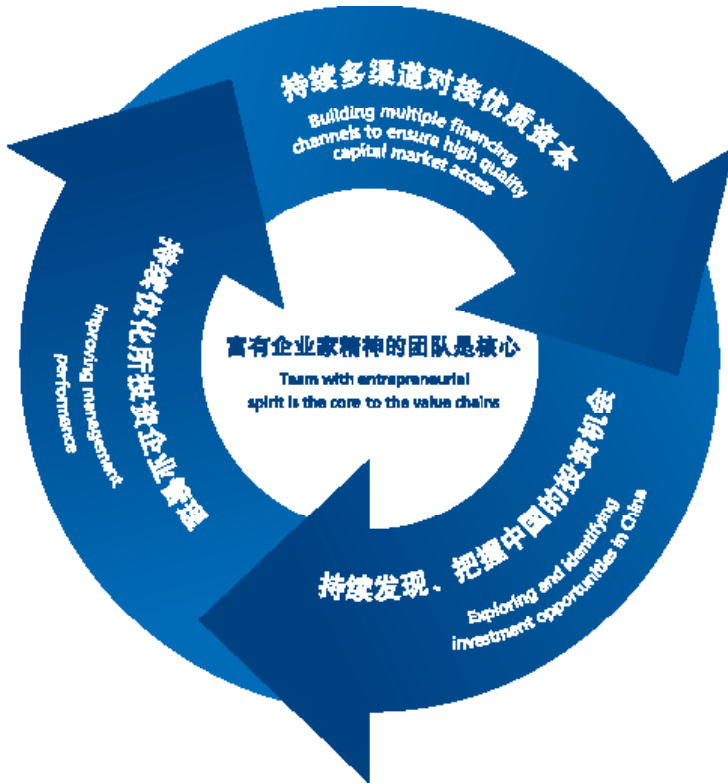 持续多渠道对接优质资本
Building multiple financing
channels to ensure high quality
capital market access
富有企业家精神的团队是核心
Team with entrepreneurial
spirit is the core to the value chains
持续发现、把握中国的投资机会
Exploring and identifying
investment opportunities in China
持续优化所投资企业
improving management
performance